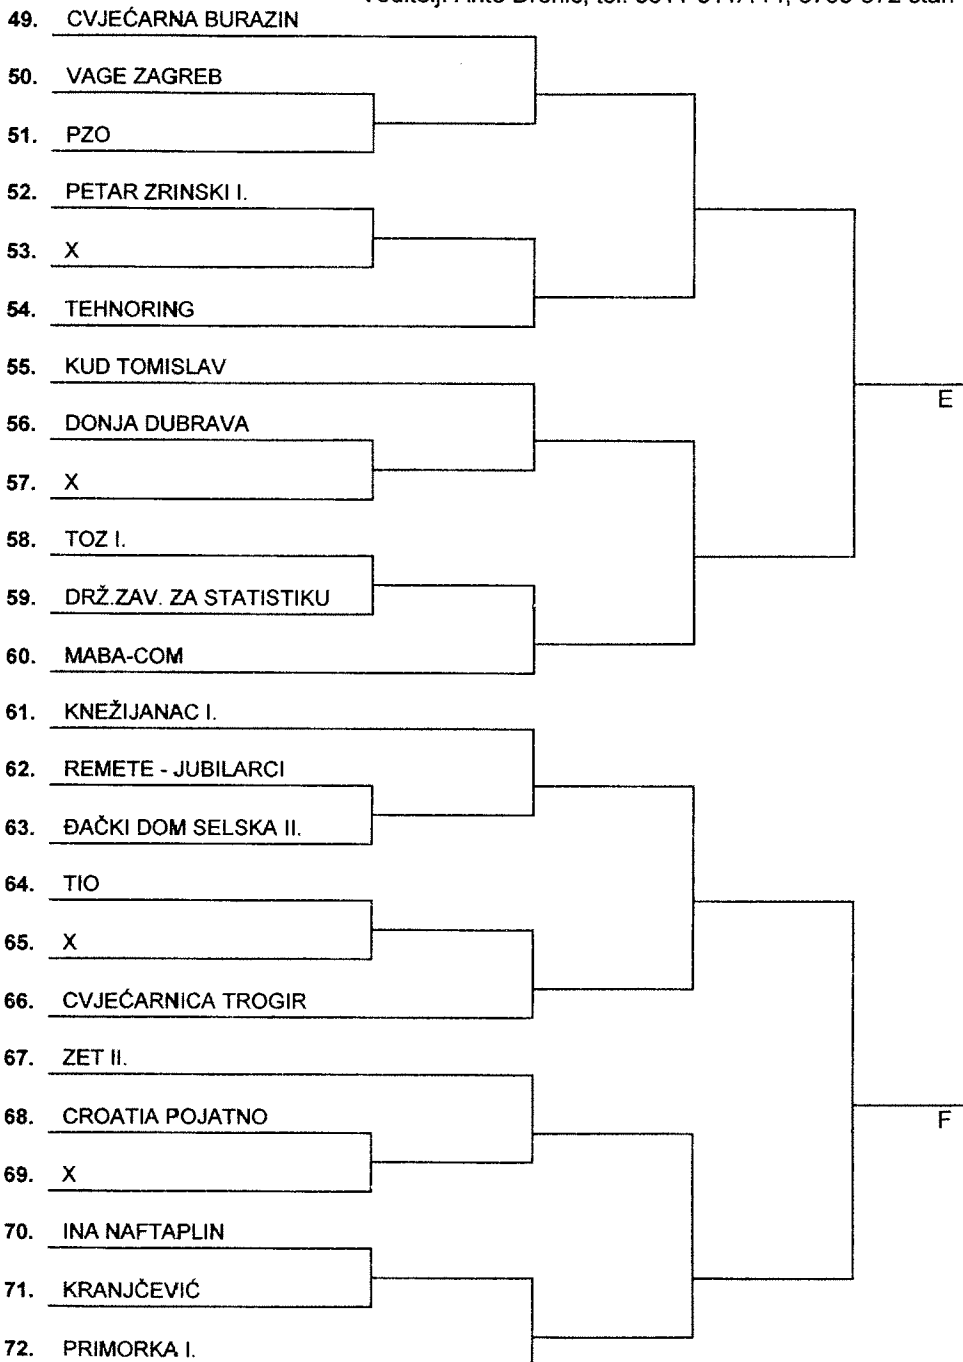 49. CVJEĆARNA BURAZIN
50. VAGE ZAGREB
51. PZO
52. PETAR ZRINSKI I.
53. X
54. TEHNORING
55. KUD TOMISLAV
E
56. DONJA DUBRAVA
57. X
58. TOZ I.
59. DRŽ.ZAV. ZA STATISTIKU
60. MABA-COM
61. KNEŽIJANAC I.
62. REMETE - JUBILARCI
63. ĐAČKI DOM SELSKA II.
64. TIO
65. X
66. CVJEĆARNICA TROGIR
67. ZET II.
68. CROATIA POJATNO
F
69. X
70. INA NAFTAPLIN
71. KRANJČEVIĆ
72. PRIMORKA I.